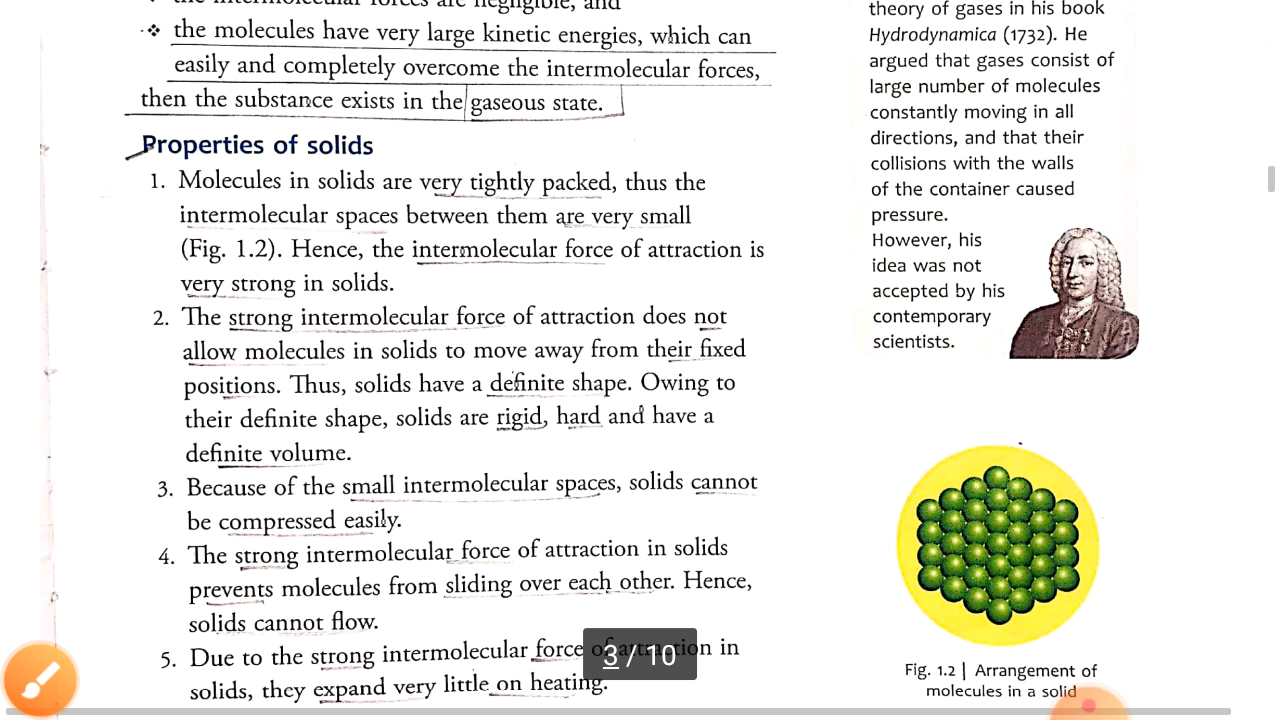 the intermolecular forces are negligible, and
❖ the molecules have very large kinetic energies, which can
easily and completely overcome the intermolecular forces,
then the substance exists in the gaseous state.
Properties of solids
1. Molecules in solids are very tightly packed, thus the
intermolecular spaces between them are very small
(Fig. 1.2). Hence, the intermolecular force of attraction is
very strong in solids.
2. The strong intermolecular force of attraction does not
allow molecules in solids to move away from their fixed
positions. Thus, solids have a definite shape. Owing to
their definite shape, solids are rigid, hard and have a
definite volume.
3. Because of the small intermolecular spaces, solids cannot
be compressed easily.
4. The strong intermolecular force of attraction in solids
prevents molecules from sliding over each other. Hence,
solids cannot flow.
5. Due to the strong intermolecular force of attraction in
solids, they expand very little on heating.
theory of gases in his book
Hydrodynamica (1732). He
argued that gases consist of
large number of molecules
constantly moving in all
directions, and that their
collisions with the walls
of the container caused
pressure.
However, his
idea was not
accepted by his
contemporary
scientists.
Fig. 1.2 | Arrangement of
molecules in a solid
3 / 10